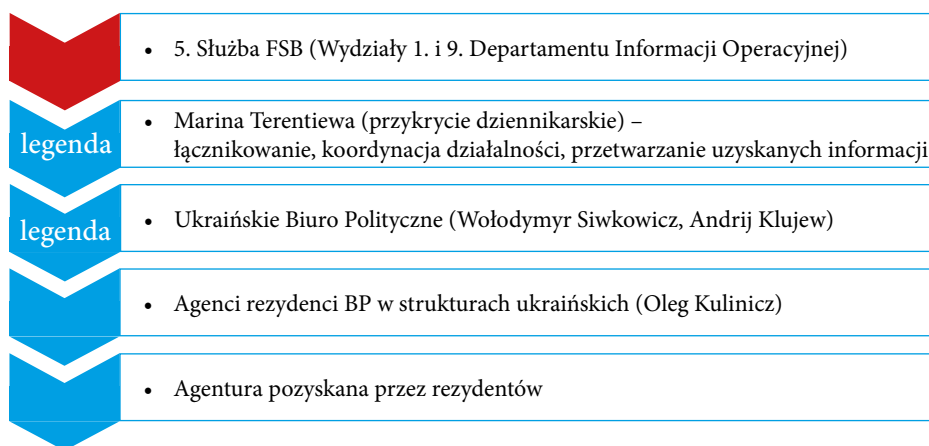 • 5. Służba FSB (Wydziały 1. i 9. Departamentu Informacji Operacyjnej)
legenda
• Marina Terentiewa (przykrycie dziennikarskie) –
łącznikowanie, koordynacja działalności, przetwarzanie uzyskanych informacji
legenda
• Ukraińskie Biuro Polityczne (Wołodymyr Siwkowicz, Andrij Klujew)
• Agenci rezydenci BP w strukturach ukraińskich (Oleg Kulinicz)
• Agentura pozyskana przez rezydentów